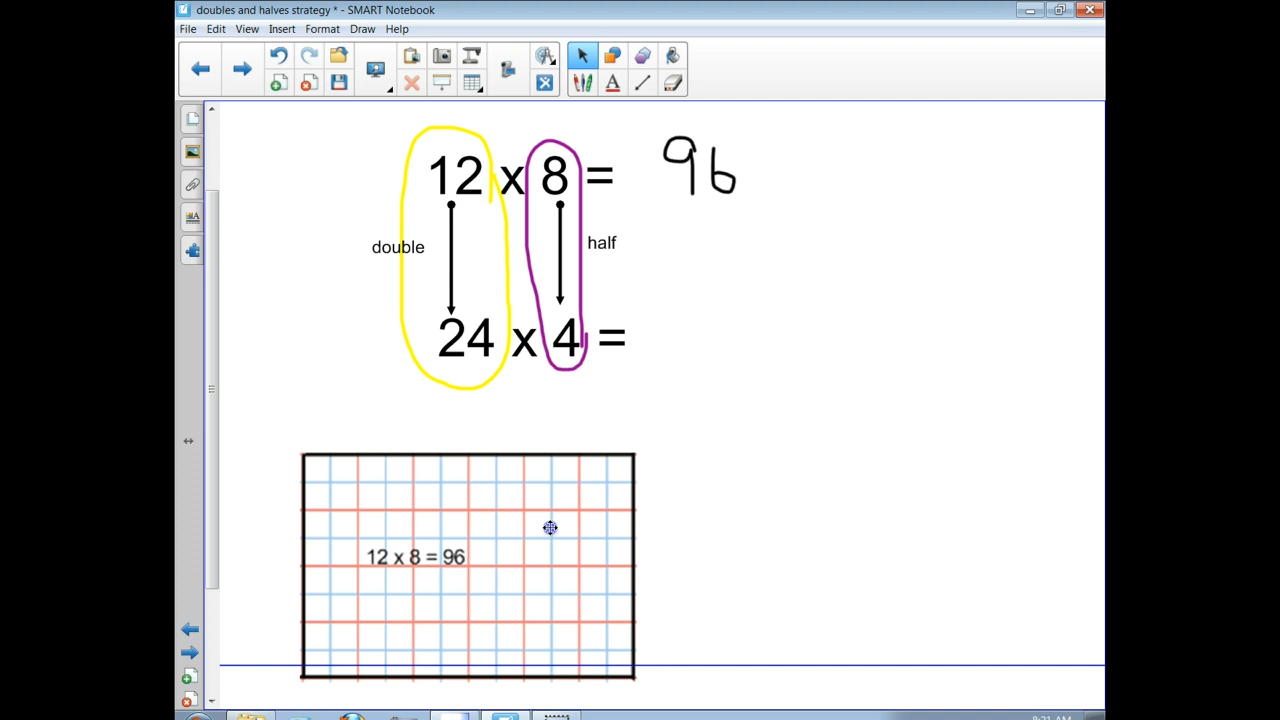 doubles and halves strategy * - SMART Notebook
File Edit View Insert Format Draw Help
12 x 8 = 96
double
half
24 x 4 =
12 x 8 = 96